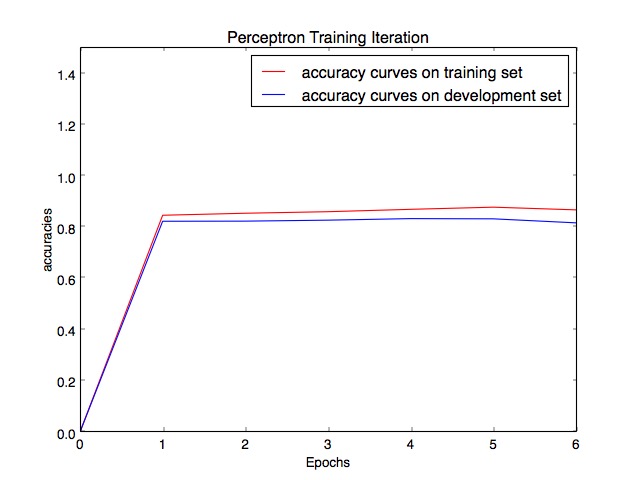 Perceptron Training Iteration
accuracy curves on training set
accuracy curves on development set
1.4
1.2
1.0
0.8
0.6
0.4
0.2
0.0
accuracies
0 1 2 3 4 5 6
Epochs